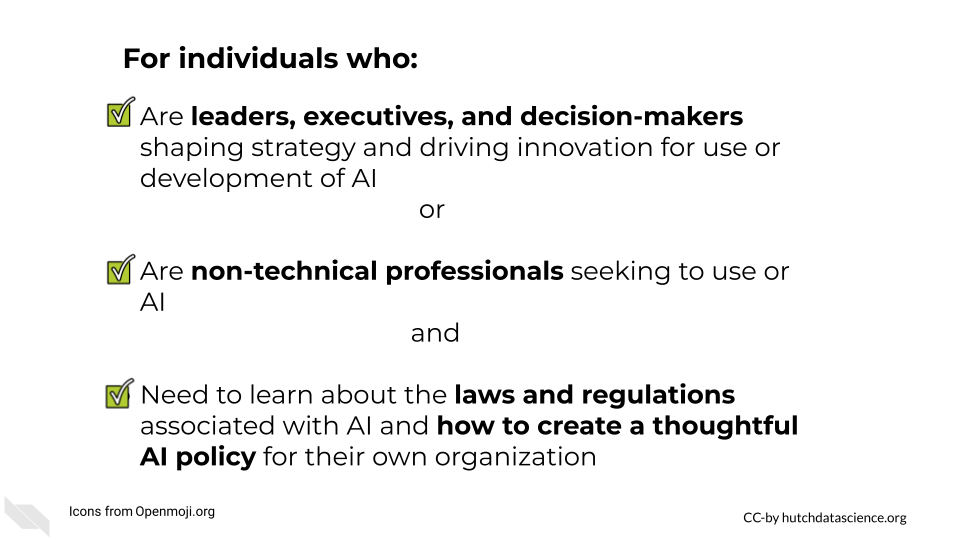 For individuals who:
Are leaders, executives, and decision-makers
shaping strategy and driving innovation for use or
development of AI
or
Are non-technical professionals seeking to use or
AI
and
Need to learn about the laws and regulations
associated with AI and how to create a thoughtful
AI policy for their own organization
Icons from Openmoji.org
CC-by hutchdatascience.org